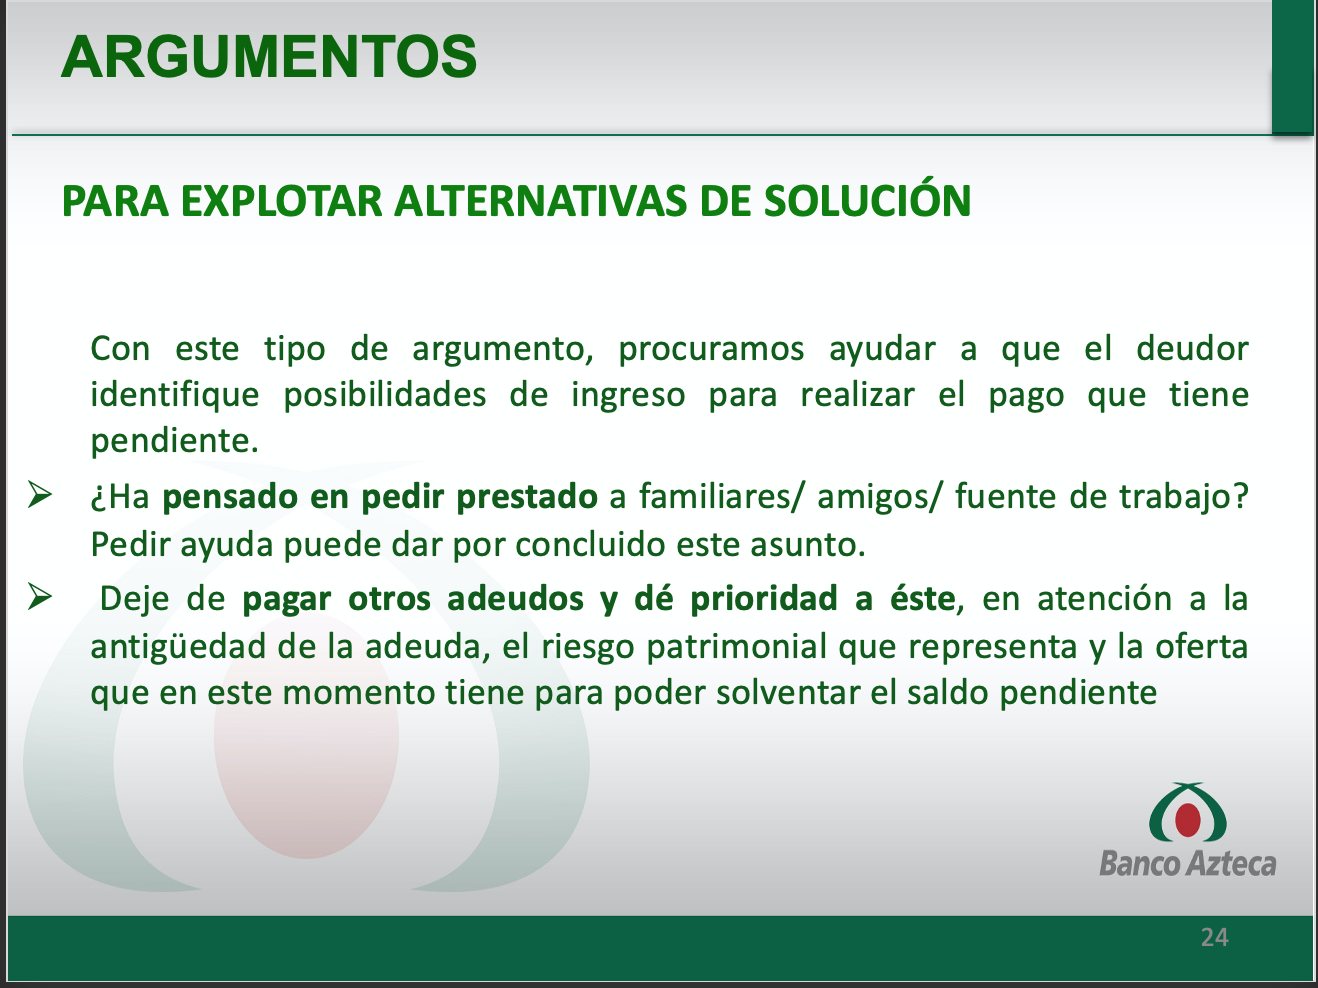 ARGUMENTOS
PARA EXPLOTAR ALTERNATIVAS DE SOLUCIÓN
Con este tipo de argumento, procuramos ayudar a que el deudor
identifique posibilidades de ingreso para realizar el pago que tiene
pendiente.
➢ ¿Ha pensado en pedir prestado a familiares/ amigos/ fuente de trabajo?
Pedir ayuda puede dar por concluido este asunto.
➢ Deje de pagar otros adeudos y dé prioridad a éste, en atención a la
antigüedad de la adeuda, el riesgo patrimonial que representa y la oferta
que en este momento tiene para poder solventar el saldo pendiente
Banco Azteca
24